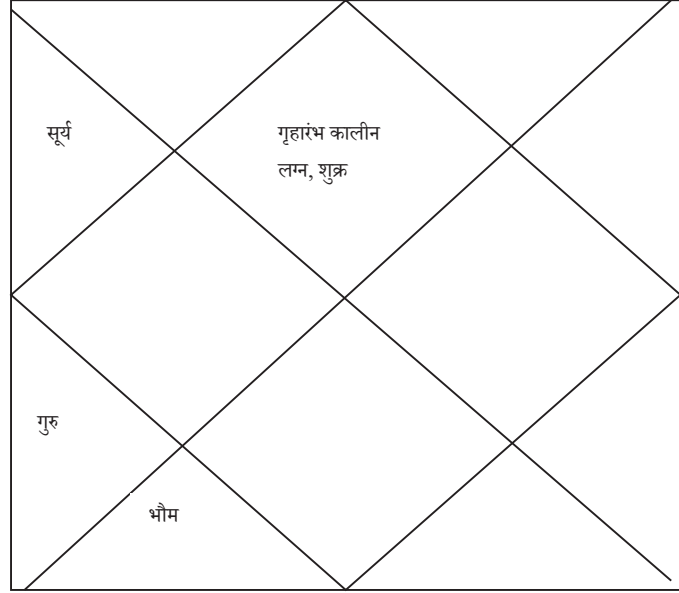 सूर्य
गृहारंभ कालीन
लग्न, शुक्र
गुरु
भौम